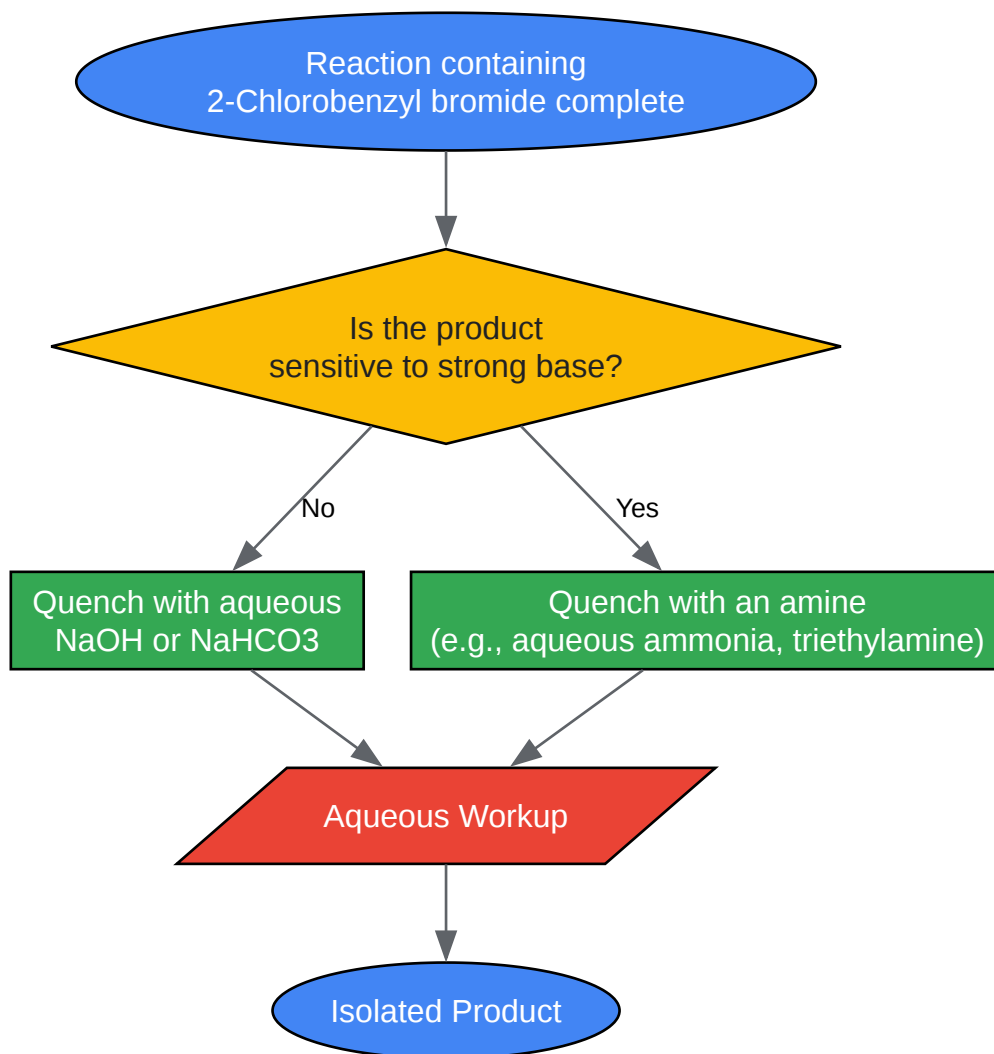 Reaction containing
2-Chlorobenzyl bromide complete
Is the product
sensitive to strong base?
No
Yes
Quench with aqueous
NaOH or NaHCO3
Quench with an amine
(e.g., aqueous ammonia, triethylamine)
Aqueous Workup
Isolated Product